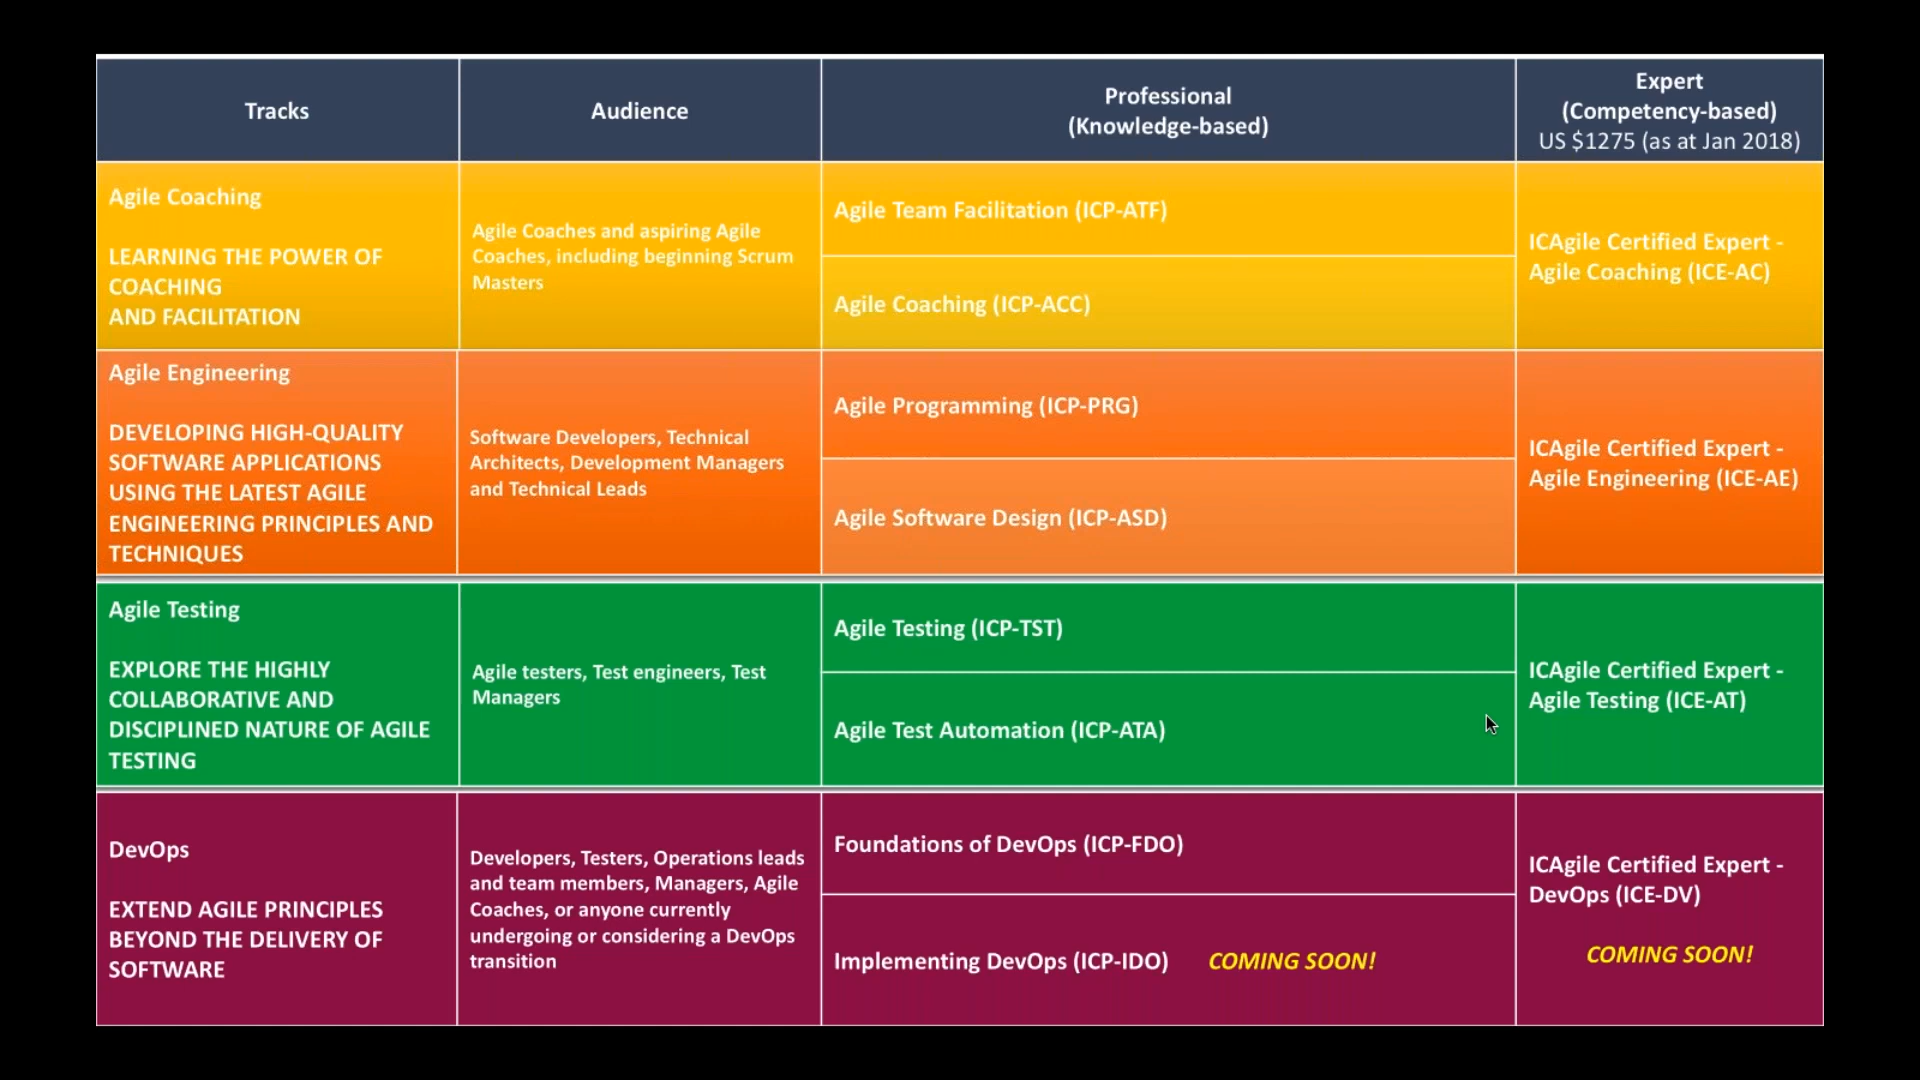 Tracks
Audience
Professional
(Knowledge-based)
Expert
(Competency-based)
US $1275 (as at Jan 2018)
Agile Coaching
LEARNING THE POWER OF
COACHING
AND FACILITATION
Agile Coaches and aspiring Agile
Coaches, including beginning Scrum
Masters
Agile Team Facilitation (ICP-ATF)
Agile Coaching (ICP-ACC)
ICAgile Certified Expert -
Agile Coaching (ICE-AC)
Agile Engineering
DEVELOPING HIGH-QUALITY
SOFTWARE APPLICATIONS
USING THE LATEST AGILE
ENGINEERING PRINCIPLES AND
TECHNIQUES
Software Developers, Technical
Architects, Development Managers
and Technical Leads
Agile Programming (ICP-PRG)
Agile Software Design (ICP-ASD)
ICAgile Certified Expert -
Agile Engineering (ICE-AE)
Agile Testing
EXPLORE THE HIGHLY
COLLABORATIVE AND
DISCIPLINED NATURE OF AGILE
TESTING
Agile testers, Test engineers, Test
Managers
Agile Testing (ICP-TST)
Agile Test Automation (ICP-ATA)
ICAgile Certified Expert -
Agile Testing (ICE-AT)
DevOps
EXTEND AGILE PRINCIPLES
BEYOND THE DELIVERY OF
SOFTWARE
Developers, Testers, Operations leads
and team members, Managers, Agile
Coaches, or anyone currently
undergoing or considering a DevOps
transition
Foundations of DevOps (ICP-FDO)
Implementing DevOps (ICP-IDO) COMING SOON!
ICAgile Certified Expert -
DevOps (ICE-DV)
COMING SOON!